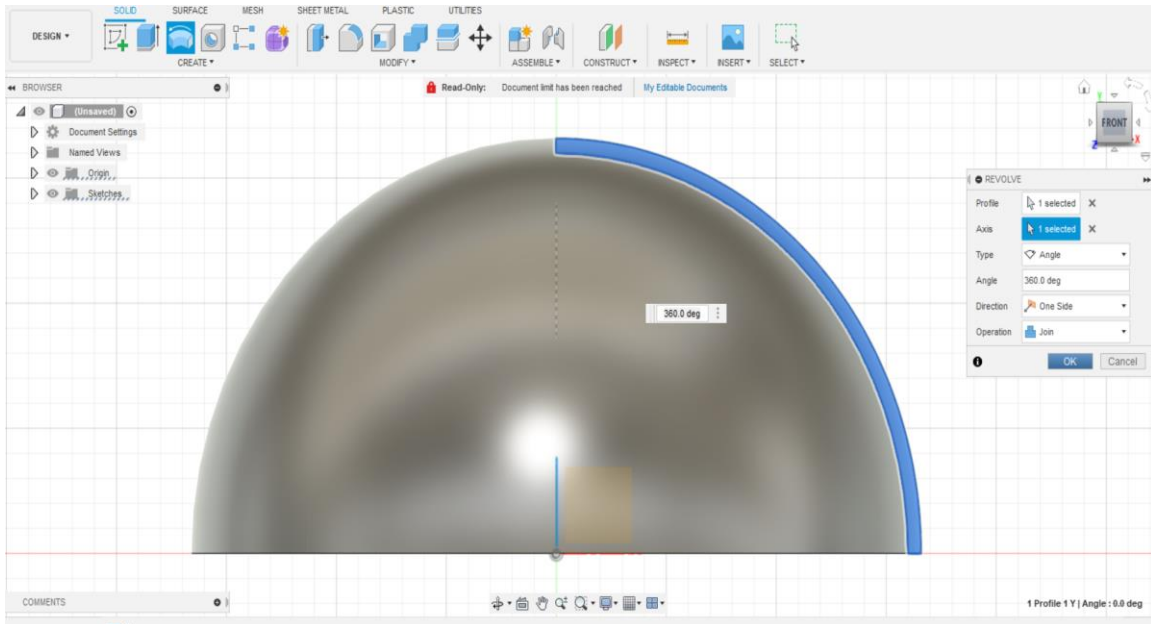 SOLID SURFACE MESH SHEET METAL PLASTIC UTILITIES
DESIGN
CREATE MODIFY ASSEMBLE CONSTRUCT INSPECT INSERT SELECT
BROWSER
Read-Only: Document limit has been reached My Editable Documents
(Unsaved)
Document Settings
Named Views
Origin
Sketches
Y
FRONT
X
Z
REVOLVE
Profile 1 selected
Axis 1 selected
Type Angle
Angle 360.0 deg
Direction One Side
Operation Join
OK Cancel
360.0 deg
COMMENTS
1 Profile 1 Y | Angle : 0.0 deg